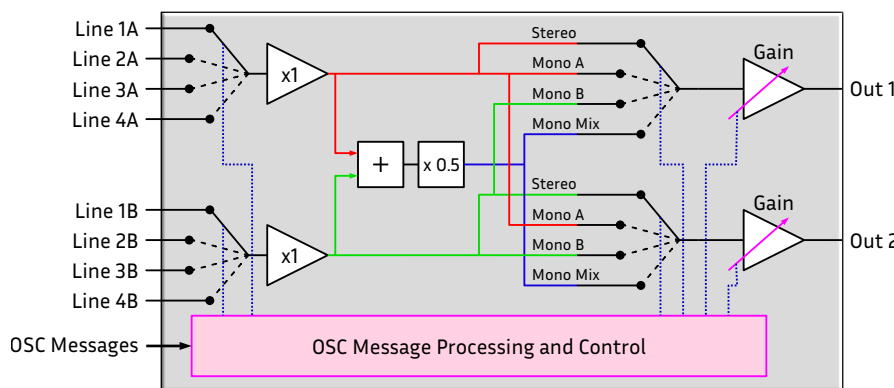 Line 1A
Line 2A
Line 3A
Line 4A
x1
Stereo
Mono A
Mono B
Mono Mix
Gain
Out 1
+
x 0.5
Line 1B
Line 2B
Line 3B
Line 4B
x1
Stereo
Mono A
Mono B
Mono Mix
Gain
Out 2
OSC Messages
OSC Message Processing and Control